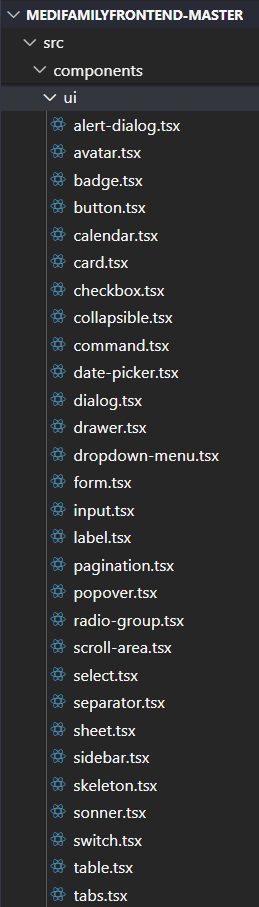 MEDIFAMILYFRONTEND-MASTER
src
components
ui
alert-dialog.tsx
avatar.tsx
badge.tsx
button.tsx
calendar.tsx
card.tsx
checkbox.tsx
collapsible.tsx
command.tsx
date-picker.tsx
dialog.tsx
drawer.tsx
dropdown-menu.tsx
form.tsx
input.tsx
label.tsx
pagination.tsx
popover.tsx
radio-group.tsx
scroll-area.tsx
select.tsx
separator.tsx
sheet.tsx
sidebar.tsx
skeleton.tsx
sonner.tsx
switch.tsx
table.tsx
tabs.tsx